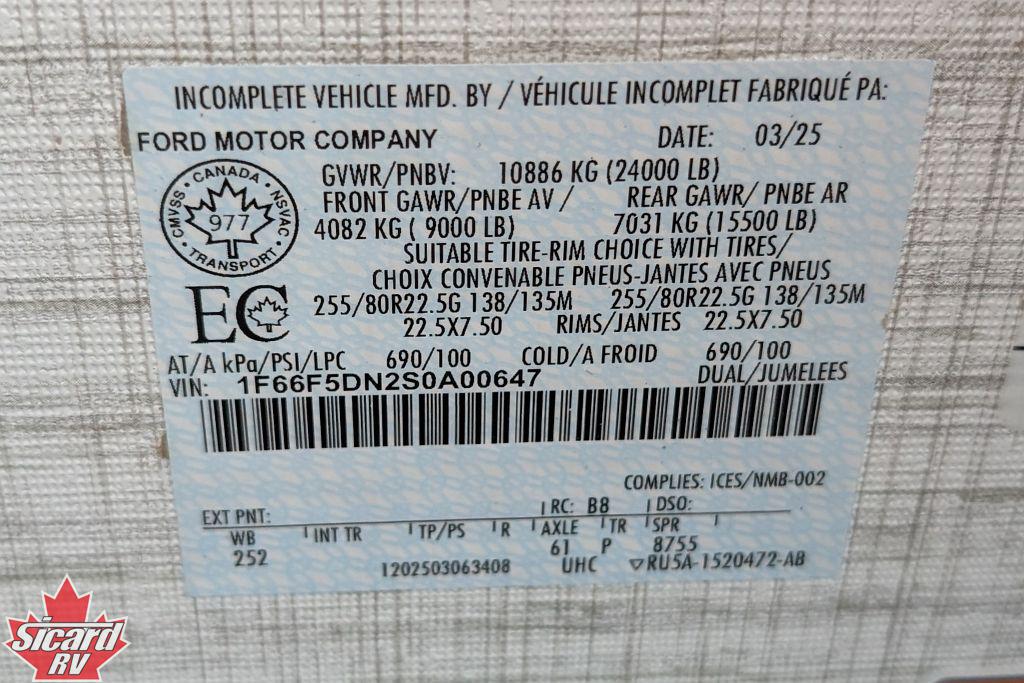 INCOMPLETE VEHICLE MFD. BY / VÉHICULE INCOMPLET FABRIQUÉ PA:
FORD MOTOR COMPANY DATE: 03/25
GVWR/PNBV: 10886 KG (24000 LB)
FRONT GAWR/PNBE AV / REAR GAWR/ PNBE AR
4082 KG ( 9000 LB) 7031 KG (15500 LB)
CANADA
CMVSS NSVAC
977
TRANSPORT
SUITABLE TIRE-RIM CHOICE WITH TIRES/
CHOIX CONVENABLE PNEUS-JANTES AVEC PNEUS
EC
255/80R22.5G 138/135M 255/80R22.5G 138/135M
22.5X7.50 RIMS/JANTES 22.5X7.50
AT/A kPa/PSI/LPC 690/100 COLD/A FROID 690/100
VIN: 1F66F5DN2S0A00647 DUAL/JUMELEES
COMPLIES: ICES/NMB-002
EXT PNT: RC: B8 DSO:
WB INT TR TP/PS R AXLE TR SPR
252 61 P 8755
1202503063408 UHC ▽RU5A-1520472-AB
Sicard
RV